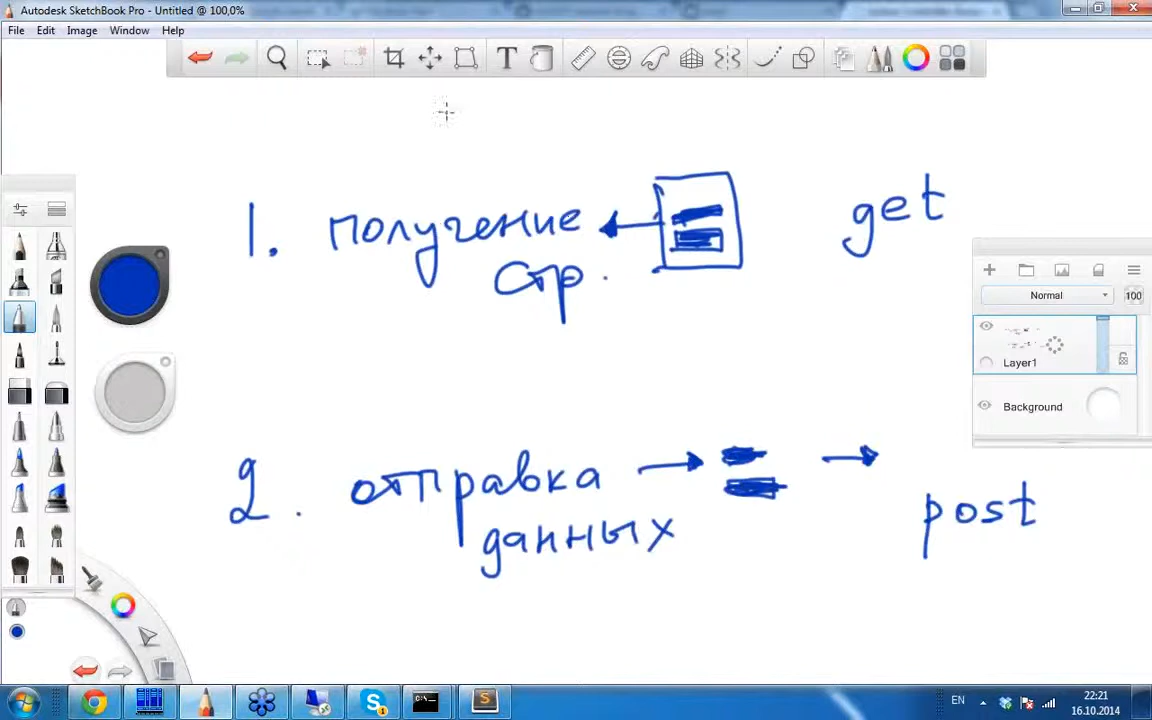 Autodesk SketchBook Pro - Untitled @ 100,0%
File Edit Image Window Help
1. получение get
стр.
Normal 100
Layer1
Background
2. отправка
данных post
EN 22:21
16.10.2014